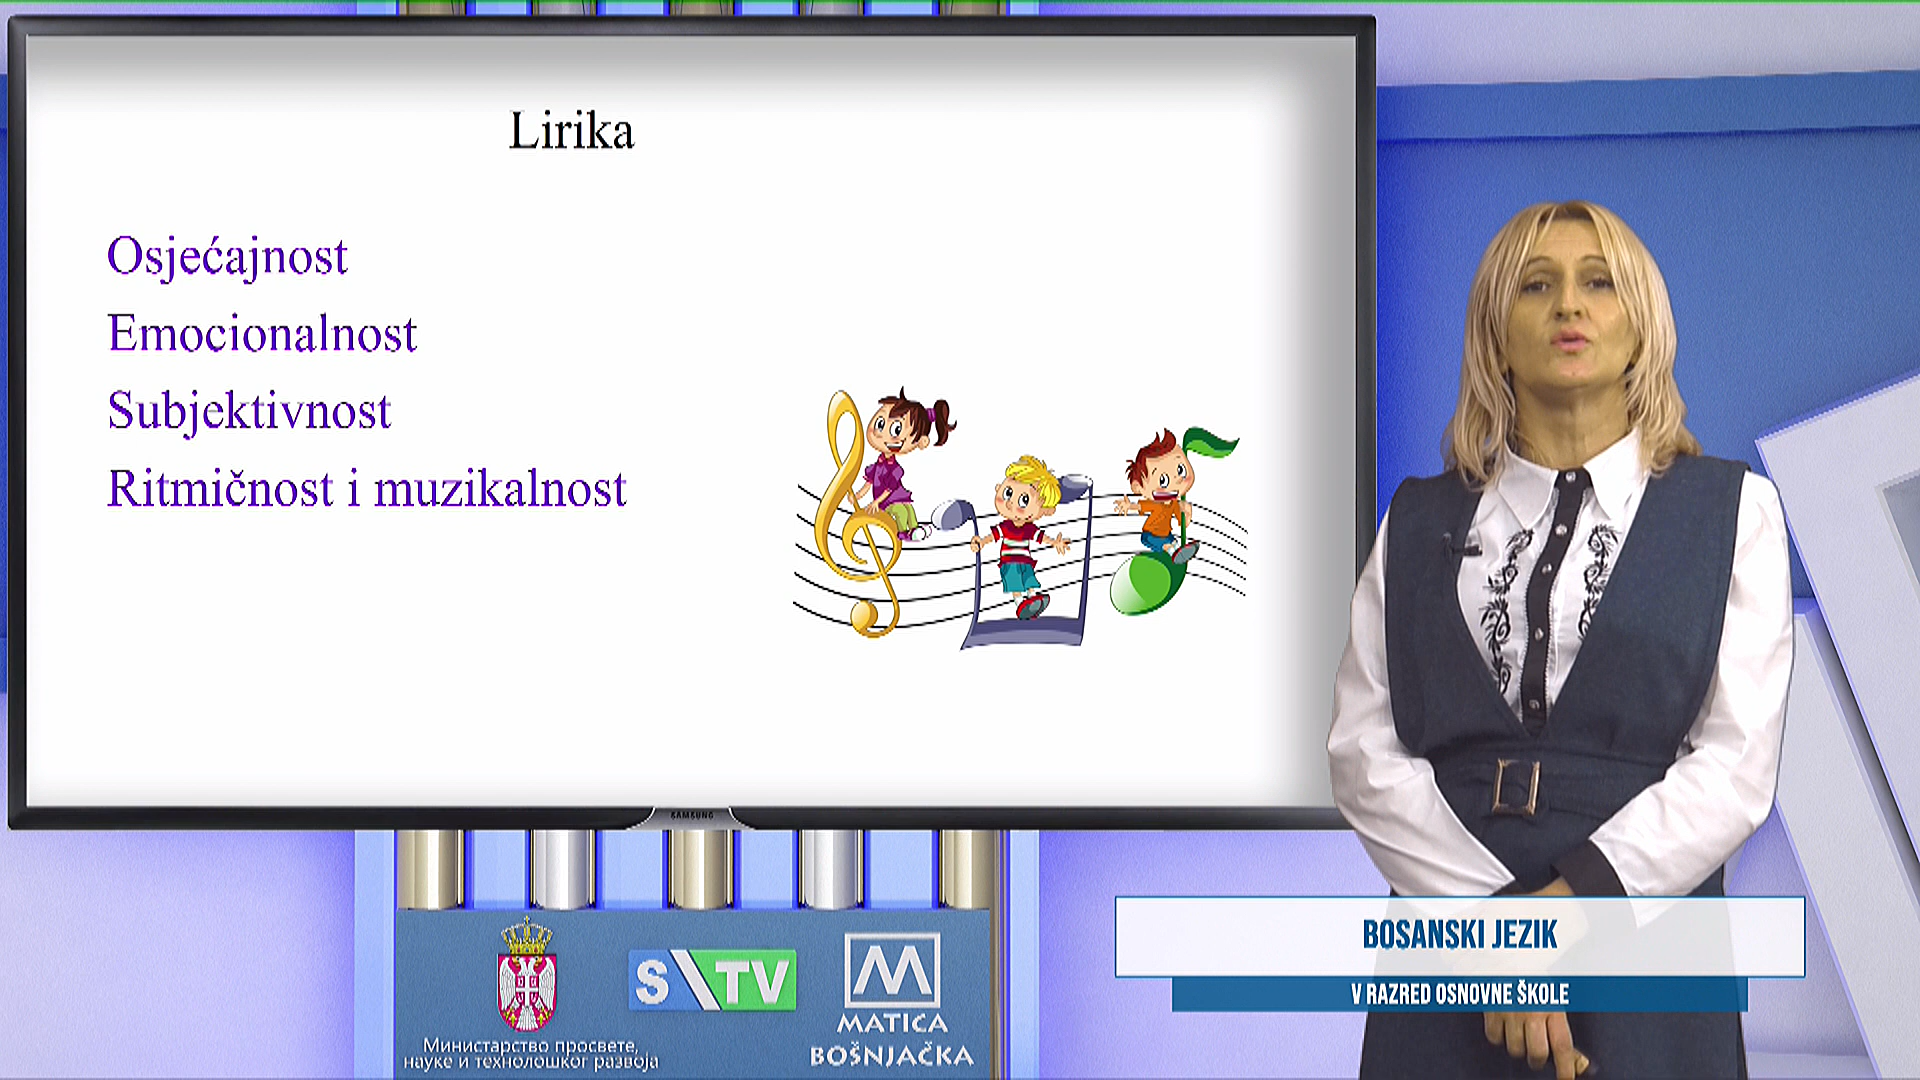 Lirika
Osjećajnost
Emocionalnost
Subjektivnost
Ritmičnost i muzikalnost
SAMSUNG
BOSANSKI JEZIK
V RAZRED OSNOVNE ŠKOLE
S TV
MATICA
BOŠNJAČKA
Министарство просвете,
науке и технолошког развоја